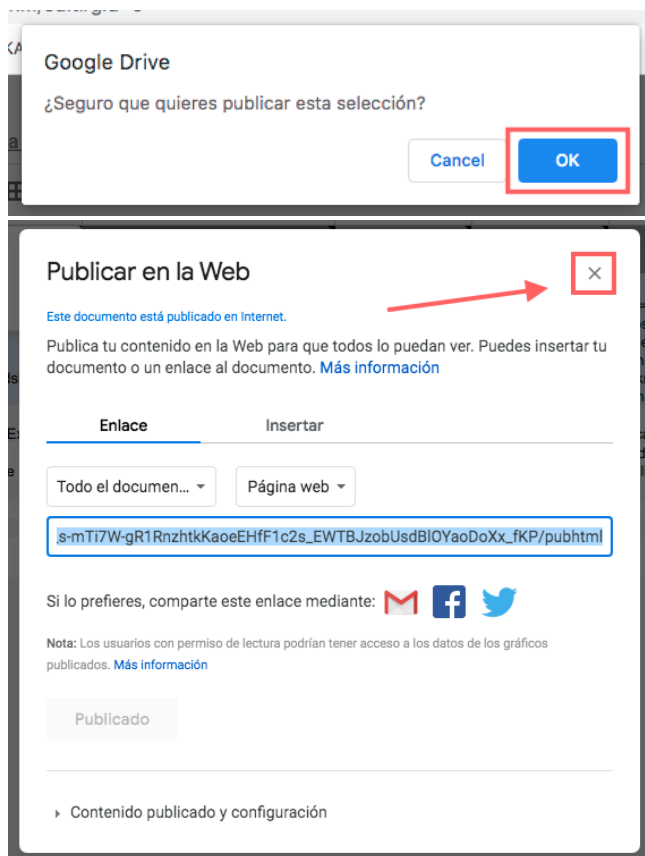 Google Drive
¿Seguro que quieres publicar esta selección?
Cancel
OK
Publicar en la Web
Este documento está publicado en Internet.
Publica tu contenido en la Web para que todos lo puedan ver. Puedes insertar tu
documento o un enlace al documento. Más información
Enlace
Insertar
Todo el documen...
Página web
s-mTi7W-gR1RnzhtkKaoeEHfF1c2s_EWTBJzobUsdBlOYaoDoXx_fKP/pubhtml
Si lo prefieres, comparte este enlace mediante:
Nota: Los usuarios con permiso de lectura podrían tener acceso a los datos de los gráficos
publicados. Más información
Publicado
Contenido publicado y configuración